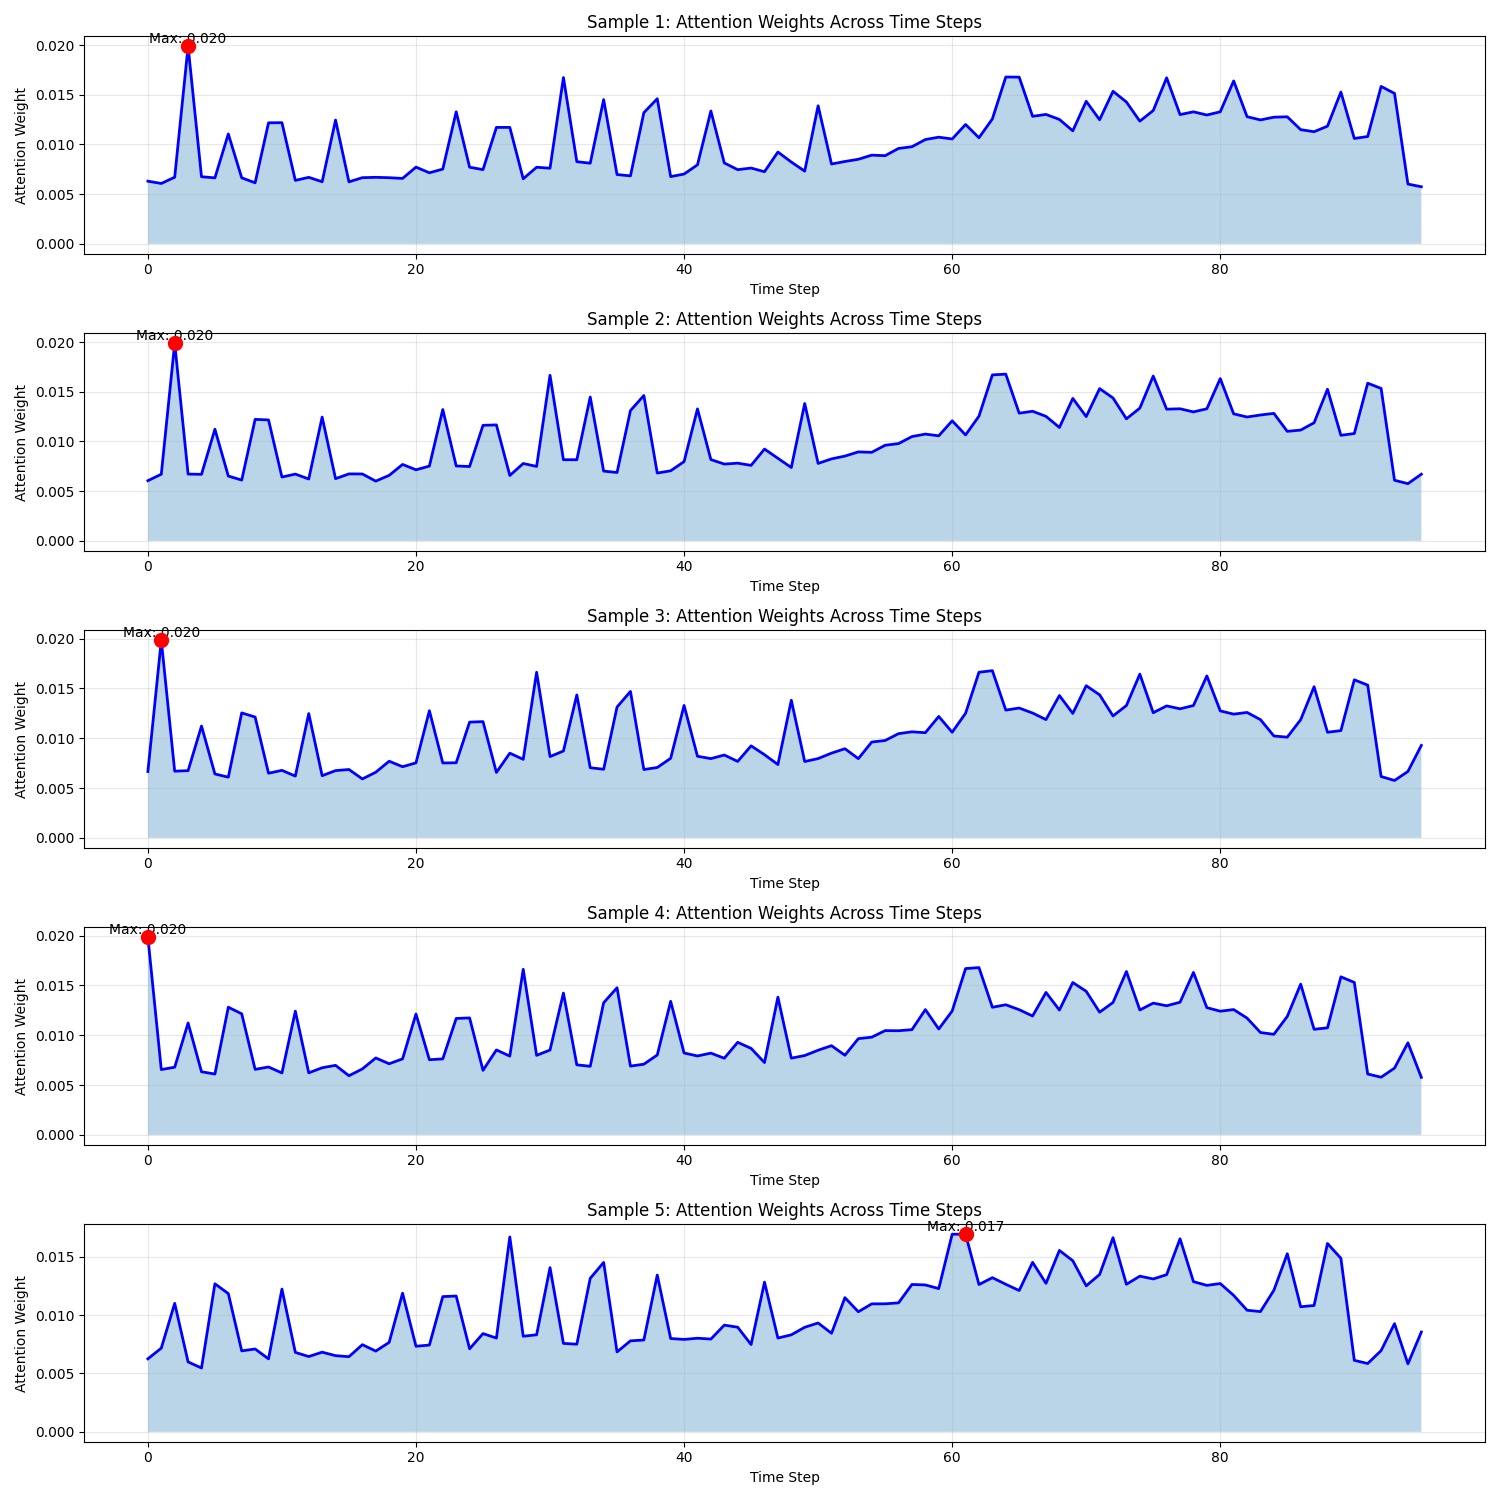 Sample 1: Attention Weights Across Time Steps
Max: 0.020
0.020
0.015
0.010
0.005
0.000
Attention Weight
0 20 40 60 80
Time Step
Sample 2: Attention Weights Across Time Steps
Max: 0.020
0.020
0.015
0.010
0.005
0.000
Attention Weight
0 20 40 60 80
Time Step
Sample 3: Attention Weights Across Time Steps
Max: 0.020
0.020
0.015
0.010
0.005
0.000
Attention Weight
0 20 40 60 80
Time Step
Sample 4: Attention Weights Across Time Steps
Max: 0.020
0.020
0.015
0.010
0.005
0.000
Attention Weight
0 20 40 60 80
Time Step
Sample 5: Attention Weights Across Time Steps
Max: 0.017
0.015
0.010
0.005
0.000
Attention Weight
0 20 40 60 80
Time Step